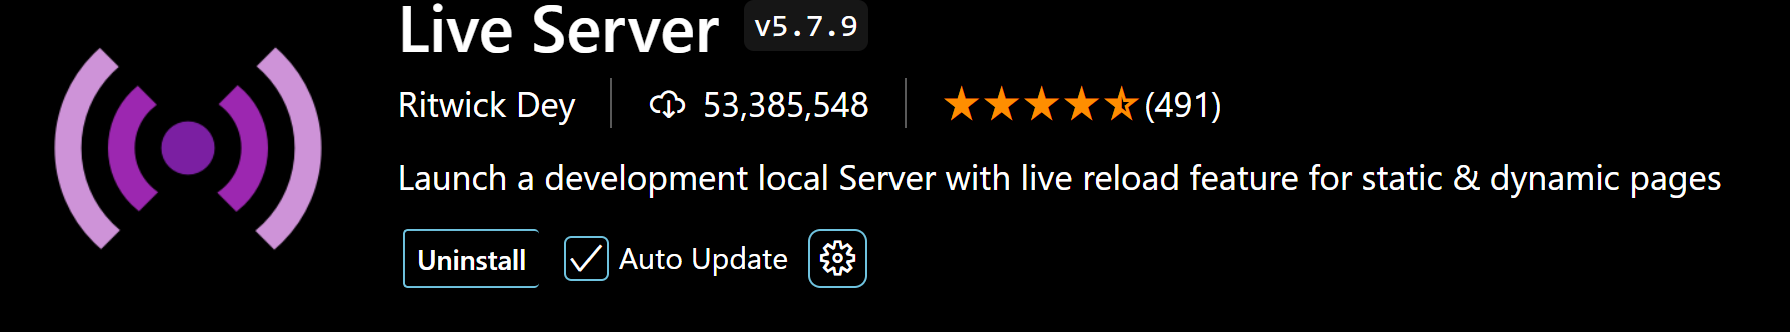 Live Server v5.7.9
Ritwick Dey 53,385,548 (491)
Launch a development local Server with live reload feature for static & dynamic pages
Uninstall Auto Update